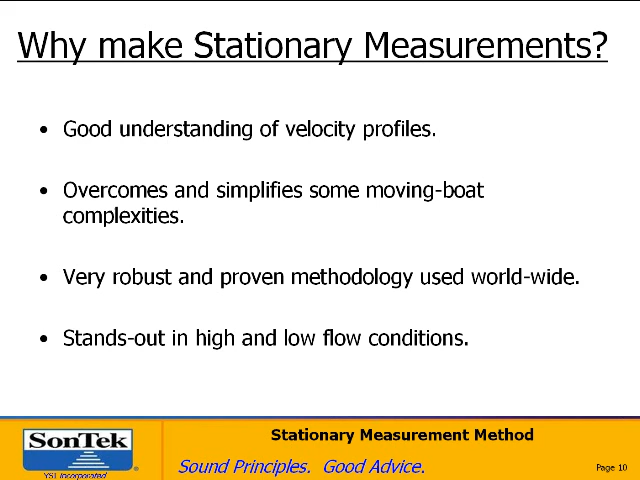 Why make Stationary Measurements?
• Good understanding of velocity profiles.
• Overcomes and simplifies some moving-boat
complexities.
• Very robust and proven methodology used world-wide.
• Stands-out in high and low flow conditions.
Stationary Measurement Method
SonTek
Sound Principles. Good Advice.
Page 10
YSI incorporated